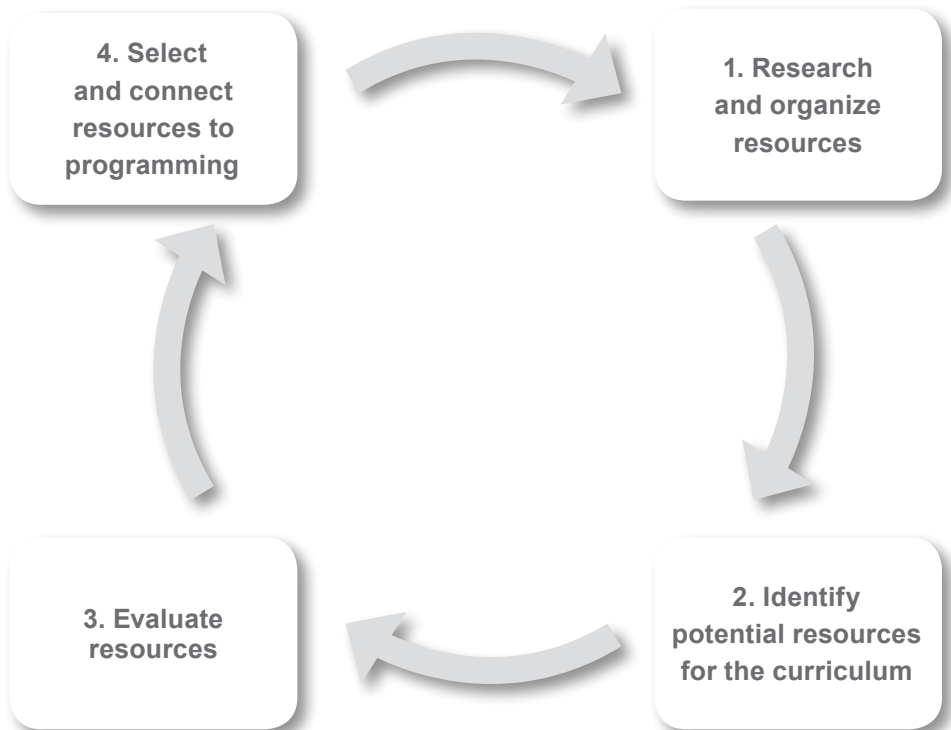 4. Select
and connect
resources to
programming
1. Research
and organize
resources
2. Identify
potential resources
for the curriculum
3. Evaluate
resources